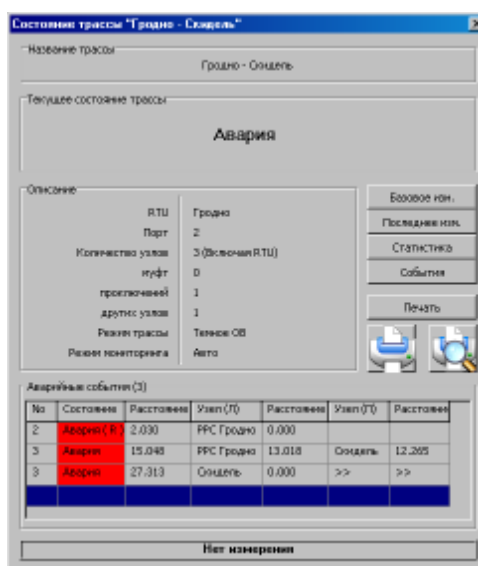 Состояние трассы "Гродно - Скидель"
Название трассы
Гродно - Скидель
Текущее состояние трассы
Авария
Описание
RTU Гродно
Порт 2
Количество узлов 3 (Включая RTU)
муфт 0
проключений 1
других узлов 1
Режим трассы Темное ОВ
Режим мониторинга Авто
Базовое изм.
Последнее изм.
Статистика
События
Печать
Аварийные события (3)
No Состояние Расстояние Узел (Л) Расстояние Узел (П) Расстояние
2 Авария ( R ) 2.030 РРС Гродно 0.000
3 Авария 15.048 РРС Гродно 13.018 Скидель 12.265
3 Авария 27.313 Скидель 0.000 >> >>
Нет измерения